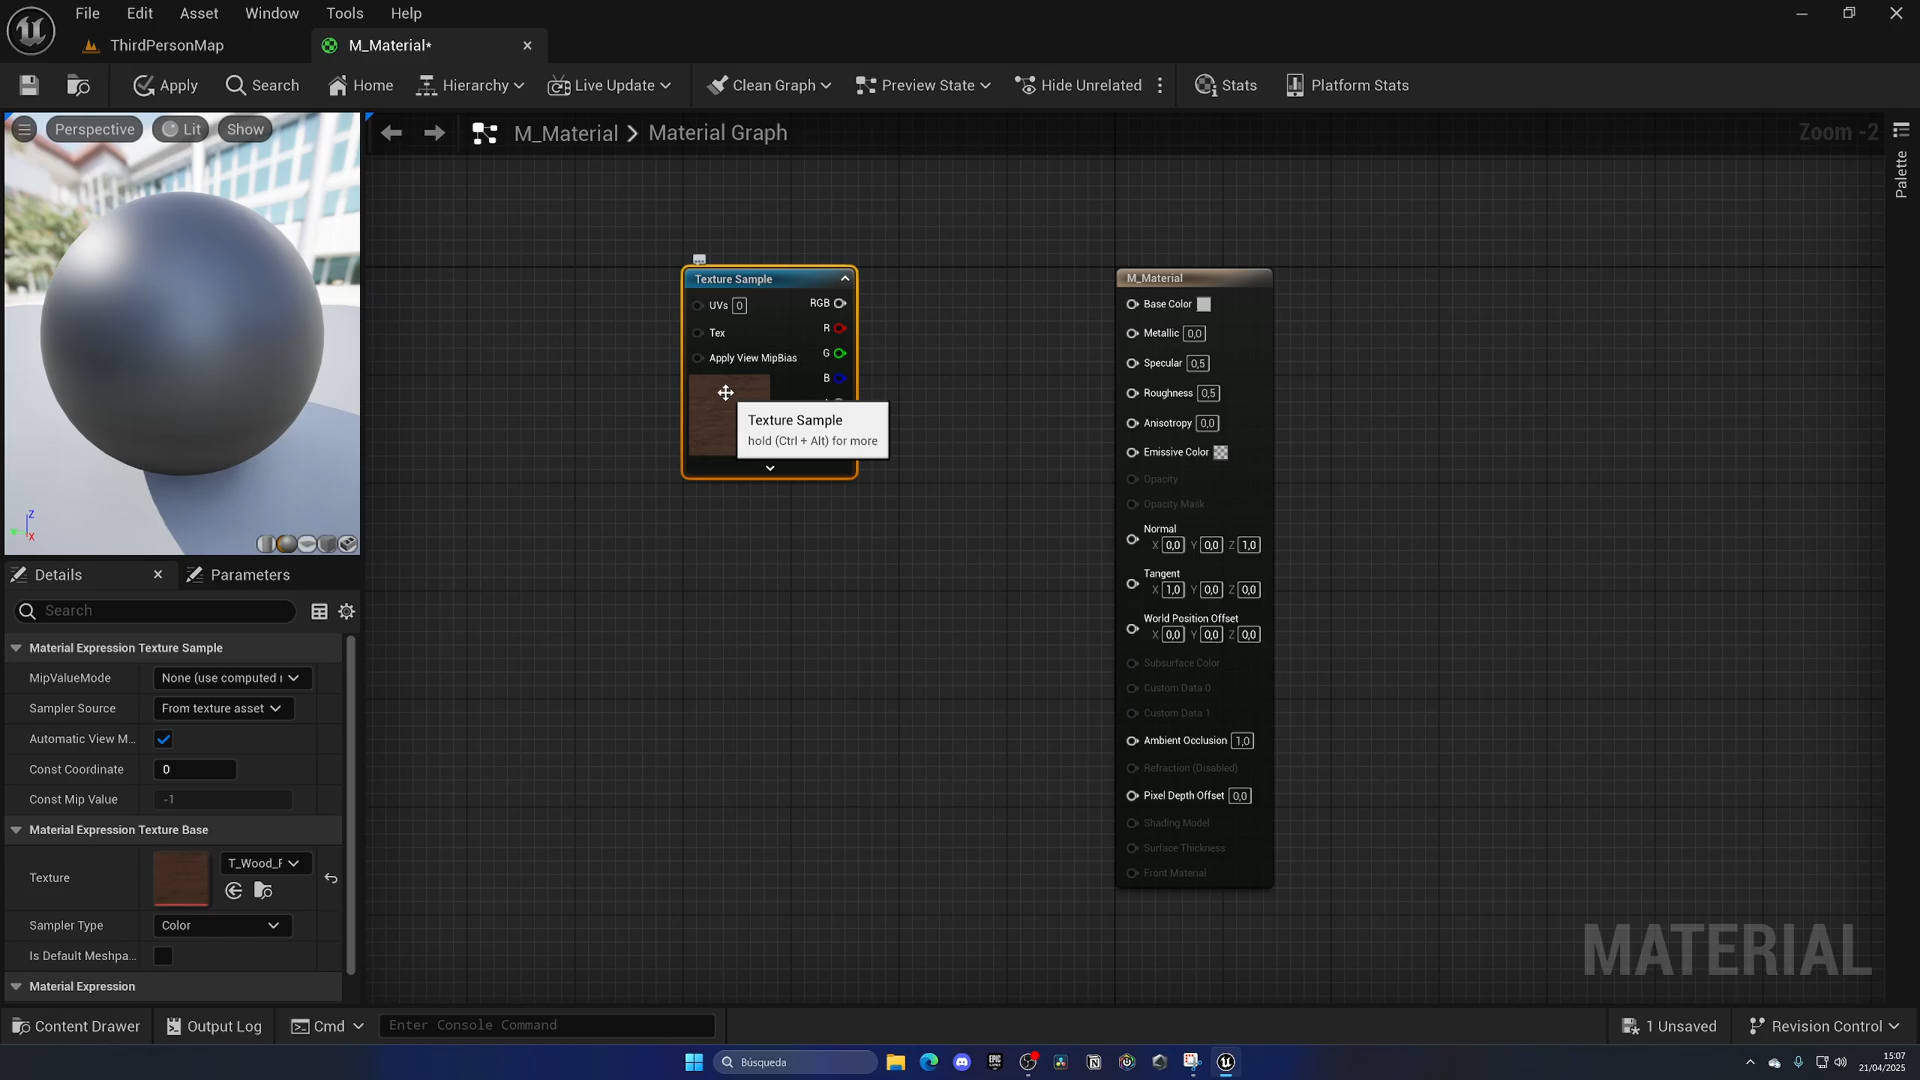 File Edit Asset Window Tools Help
ThirdPersonMap M_Material*
Apply Search Home Hierarchy Live Update Clean Graph Preview State Hide Unrelated Stats Platform Stats
Perspective Lit Show
M_Material > Material Graph
Zoom -2
Palette
Texture Sample
UVs 0 RGB
R
Tex
G
Apply View MipBias
B
Texture Sample
hold (Ctrl + Alt) for more
M_Material
Base Color
Metallic 0,0
Specular 0,5
Roughness 0,5
Anisotropy 0,0
Emissive Color
Opacity
Opacity Mask
Normal
X 0,0 Y 0,0 Z 1,0
Tangent
X 1,0 Y 0,0 Z 0,0
World Position Offset
X 0,0 Y 0,0 Z 0,0
Subsurface Color
Custom Data 0
Custom Data 1
Ambient Occlusion 1,0
Refraction (Disabled)
Pixel Depth Offset 0,0
Shading Model
Surface Thickness
Front Material
MATERIAL
Z
X
Details Parameters
Search
Material Expression Texture Sample
MipValueMode None (use computed
Sampler Source From texture asset
Automatic View M...
Const Coordinate 0
Const Mip Value -1
Material Expression Texture Base
Texture T_Wood_
Sampler Type Color
Is Default Meshpa...
Material Expression
Content Drawer Output Log Cmd Enter Console Command 1 Unsaved Revision Control
Búsqueda
EPIC
15:07
21/04/2025